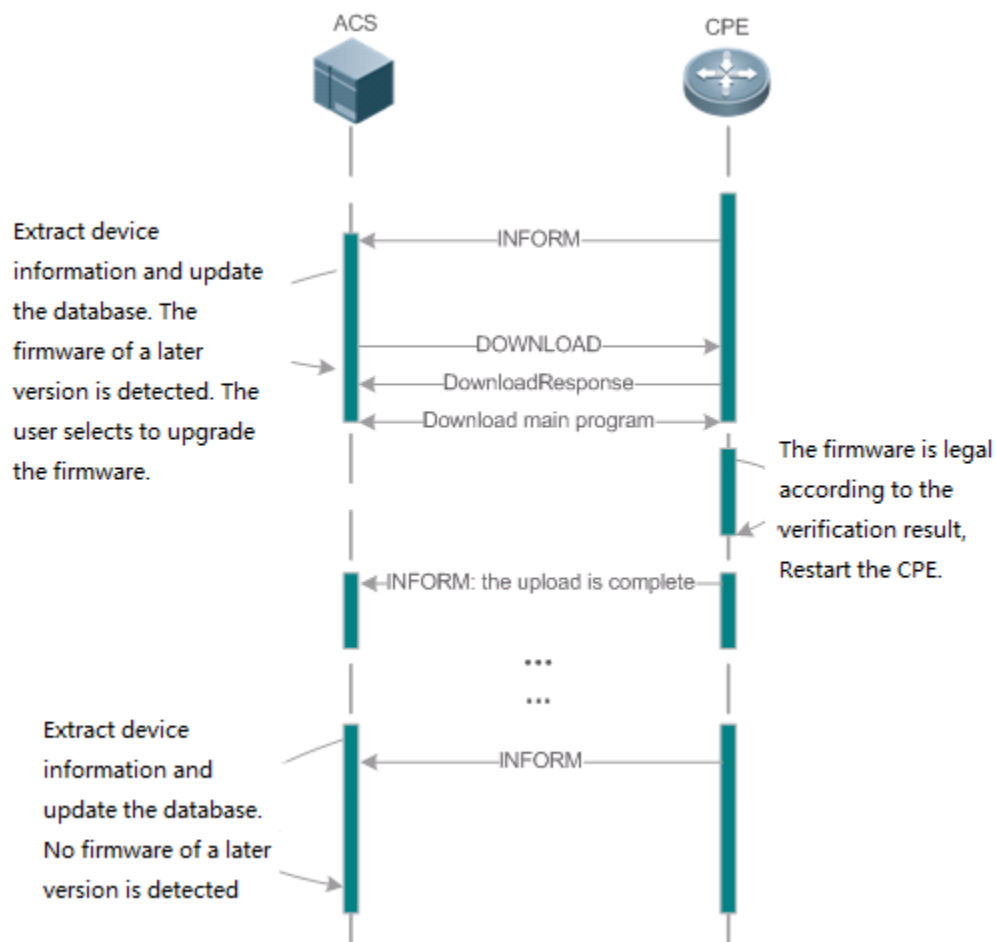 ACS
CPE
INFORM
Extract device
information and update
the database. The
firmware of a later
version is detected. The
user selects to upgrade
the firmware.
DOWNLOAD
DownloadResponse
Download main program
The firmware is legal
according to the
verification result,
Restart the CPE.
INFORM: the upload is complete
...
...
Extract device
information and
update the database.
No firmware of a later
version is detected
INFORM